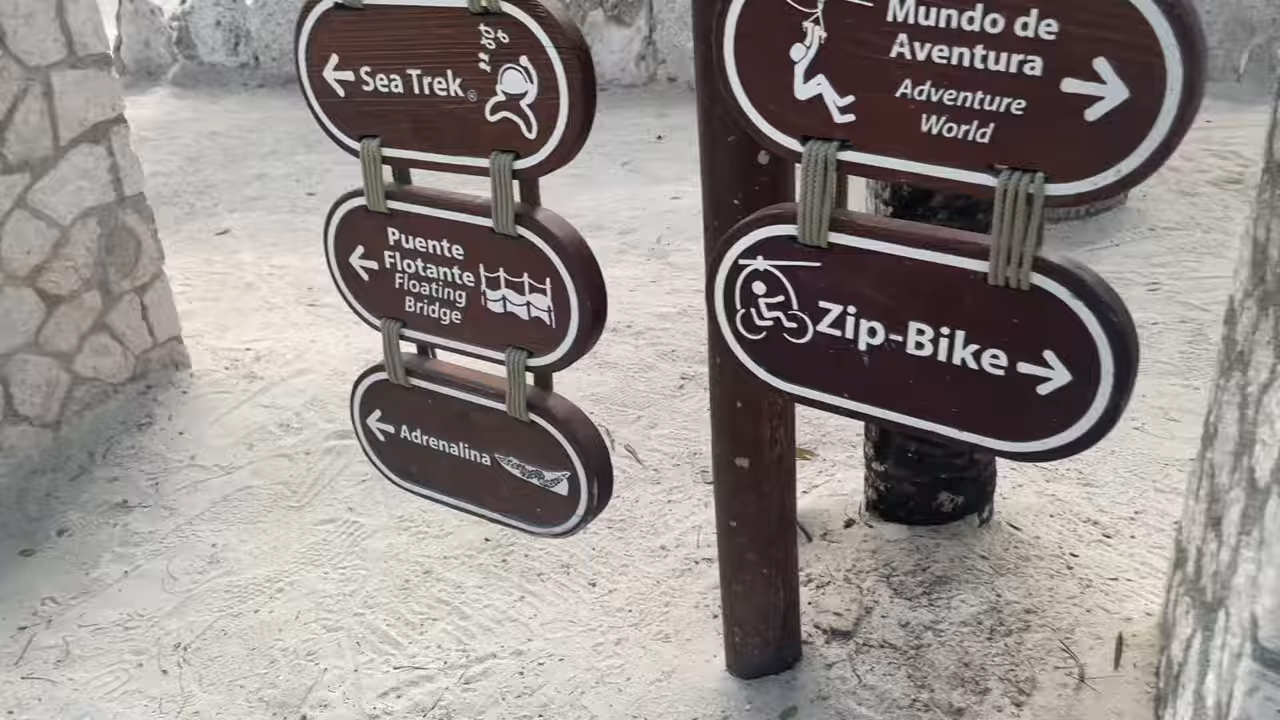 Sea Trek®
Puente
Flotante
Floating
Bridge
Adrenalina
Mundo de
Aventura
Adventure
World
Zip-Bike